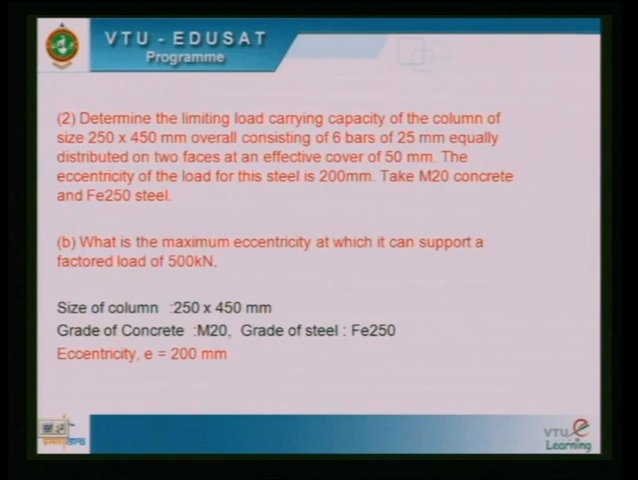 VTU - EDUSAT
Programme
(2) Determine the limiting load carrying capacity of the column of
size 250 x 450 mm overall consisting of 6 bars of 25 mm equally
distributed on two faces at an effective cover of 50 mm. The
eccentricity of the load for this steel is 200mm. Take M20 concrete
and Fe250 steel.
(b) What is the maximum eccentricity at which it can support a
factored load of 500kN.
Size of column :250 x 450 mm
Grade of Concrete :M20, Grade of steel : Fe250
Eccentricity, e = 200 mm
VTU e
Learning